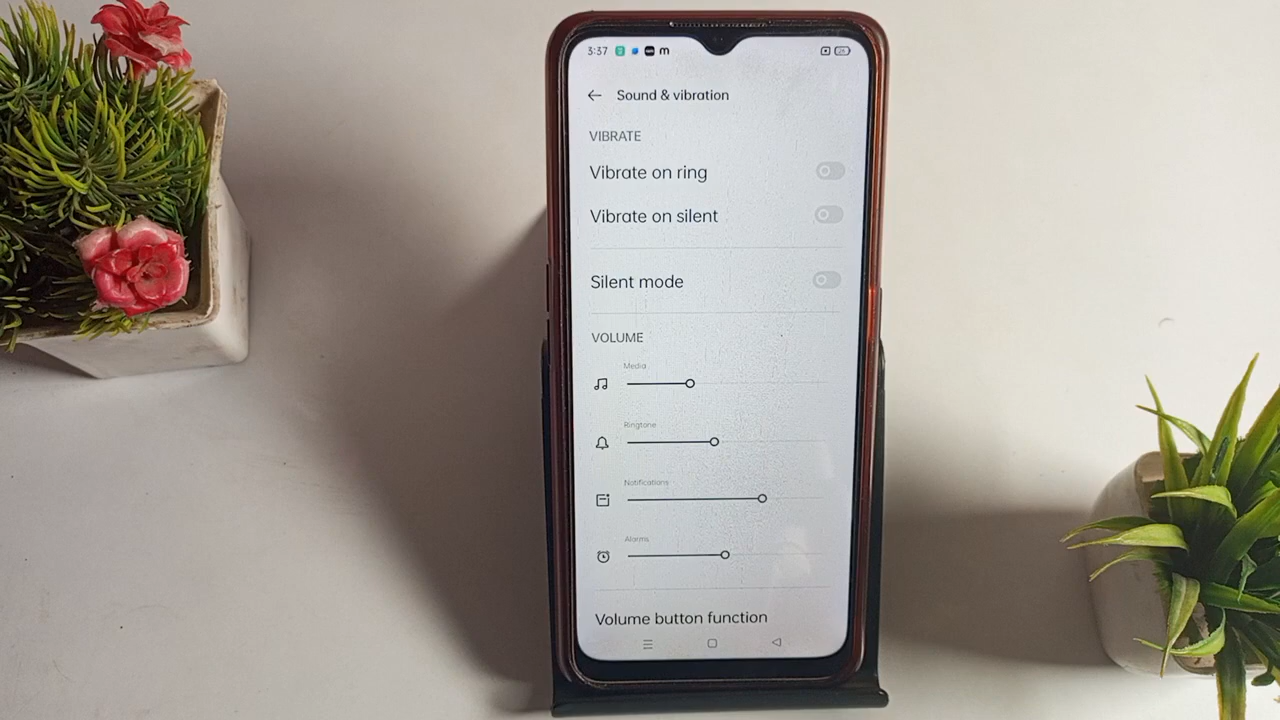 3:37 m
Sound & vibration
VIBRATE
Vibrate on ring
Vibrate on silent
Silent mode
VOLUME
Media
Ringtone
Notifications
Alarms
Volume button function